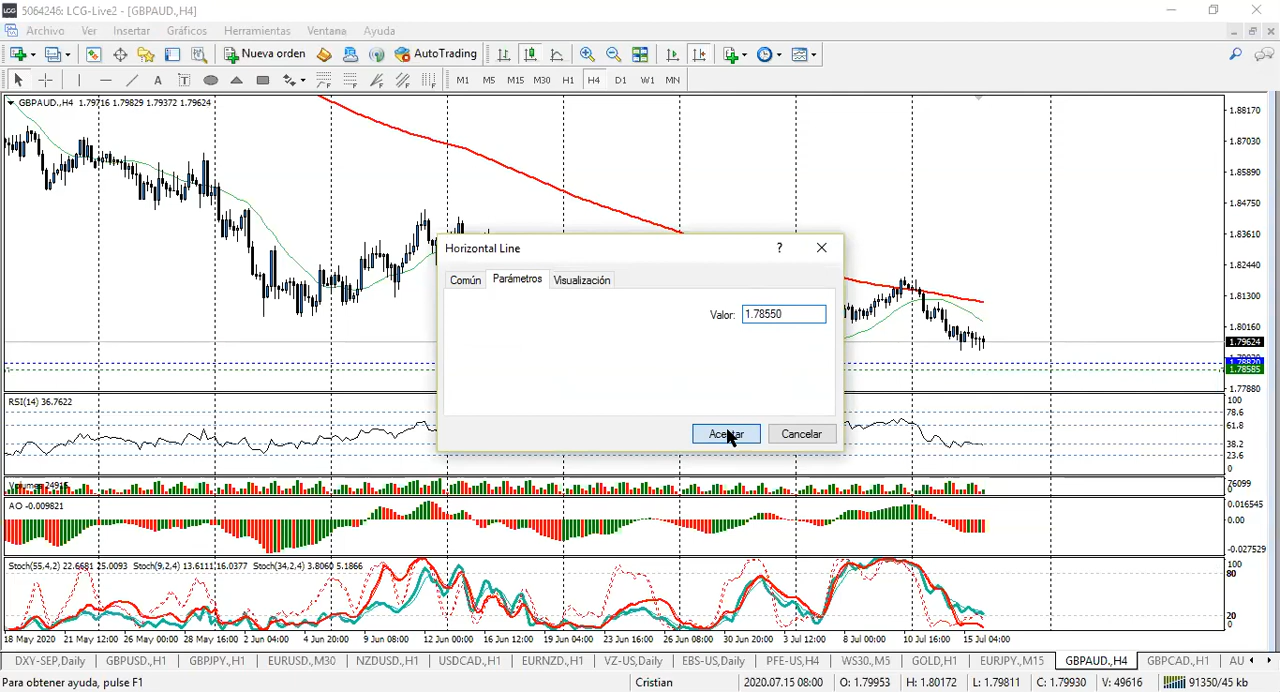 5064246: LCG-Live2 - [GBPAUD.,H4]
Archivo Ver Insertar Gráficos Herramientas Ventana Ayuda
Nueva orden AutoTrading
A T M1 M5 M15 M30 H1 H4 D1 W1 MN
GBPAUD.,H4 1.79716 1.79829 1.79372 1.79624
1.88170
1.87030
1.85890
1.84750
1.83610
1.82440
1.81300
1.80160
1.79624
1.78820
1.78585
1.77880
Horizontal Line ?
Común Parámetros Visualización
Valor: 1.78550
Aceptar Cancelar
RSI(14) 36.7622
100
78.6
61.8
38.2
23.6
0
Volumes 24915
76099
0
AO -0.009821
0.016545
0.00
-0.027529
Stoch(55,4,2) 22.6681 25.0093 Stoch(9,2,4) 13.6111 16.0377 Stoch(34,2,4) 3.8060 5.1866
100
80
20
0
18 May 2020 21 May 12:00 26 May 00:00 28 May 16:00 2 Jun 04:00 4 Jun 20:00 9 Jun 08:00 12 Jun 00:00 16 Jun 12:00 19 Jun 04:00 23 Jun 16:00 26 Jun 08:00 30 Jun 20:00 3 Jul 12:00 8 Jul 00:00 10 Jul 16:00 15 Jul 04:00
DXY-SEP,Daily GBPUSD.,H1 GBPJPY.,H1 EURUSD.,M30 NZDUSD.,H1 USDCAD.,H1 EURNZD.,H1 VZ-US,Daily EBS-US,Daily PFE-US,H4 WS30.,M5 GOLD,H1 EURJPY.,M15 GBPAUD.,H4 GBPCAD.,H1 AU
Para obtener ayuda, pulse F1 Cristian 2020.07.15 08:00 O: 1.79953 H: 1.80172 L: 1.79811 C: 1.79930 V: 49616 91350/45 kb